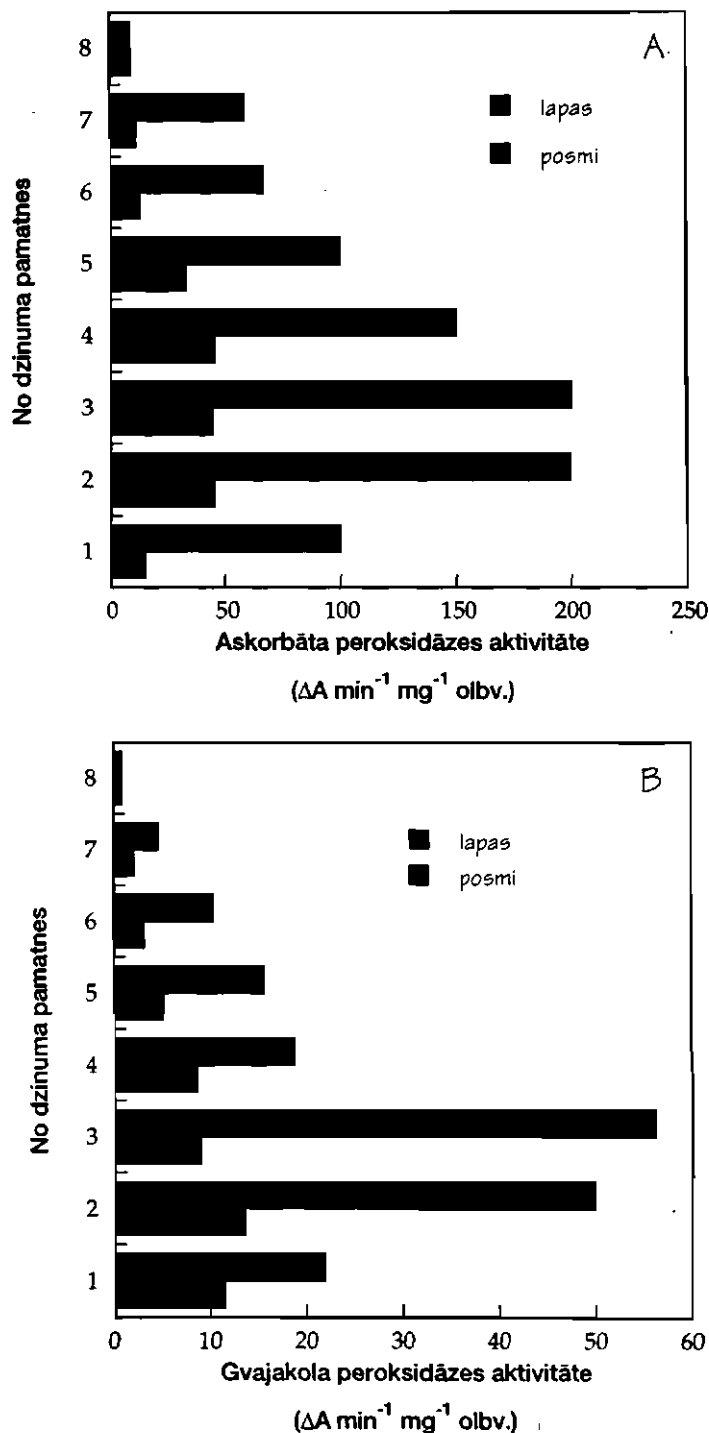 A
lapas
posmi
No dzinuma pamatnes
8
7
6
5
4
3
2
1
0 50 100 150 200 250
Askorbāta peroksidāzes aktivitāte
(ΔA min⁻¹ mg⁻¹ olbv.)
B
lapas
posmi
No dzinuma pamatnes
8
7
6
5
4
3
2
1
0 10 20 30 40 50 60
Gvajakola peroksidāzes aktivitāte
(ΔA min⁻¹ mg⁻¹ olbv.)